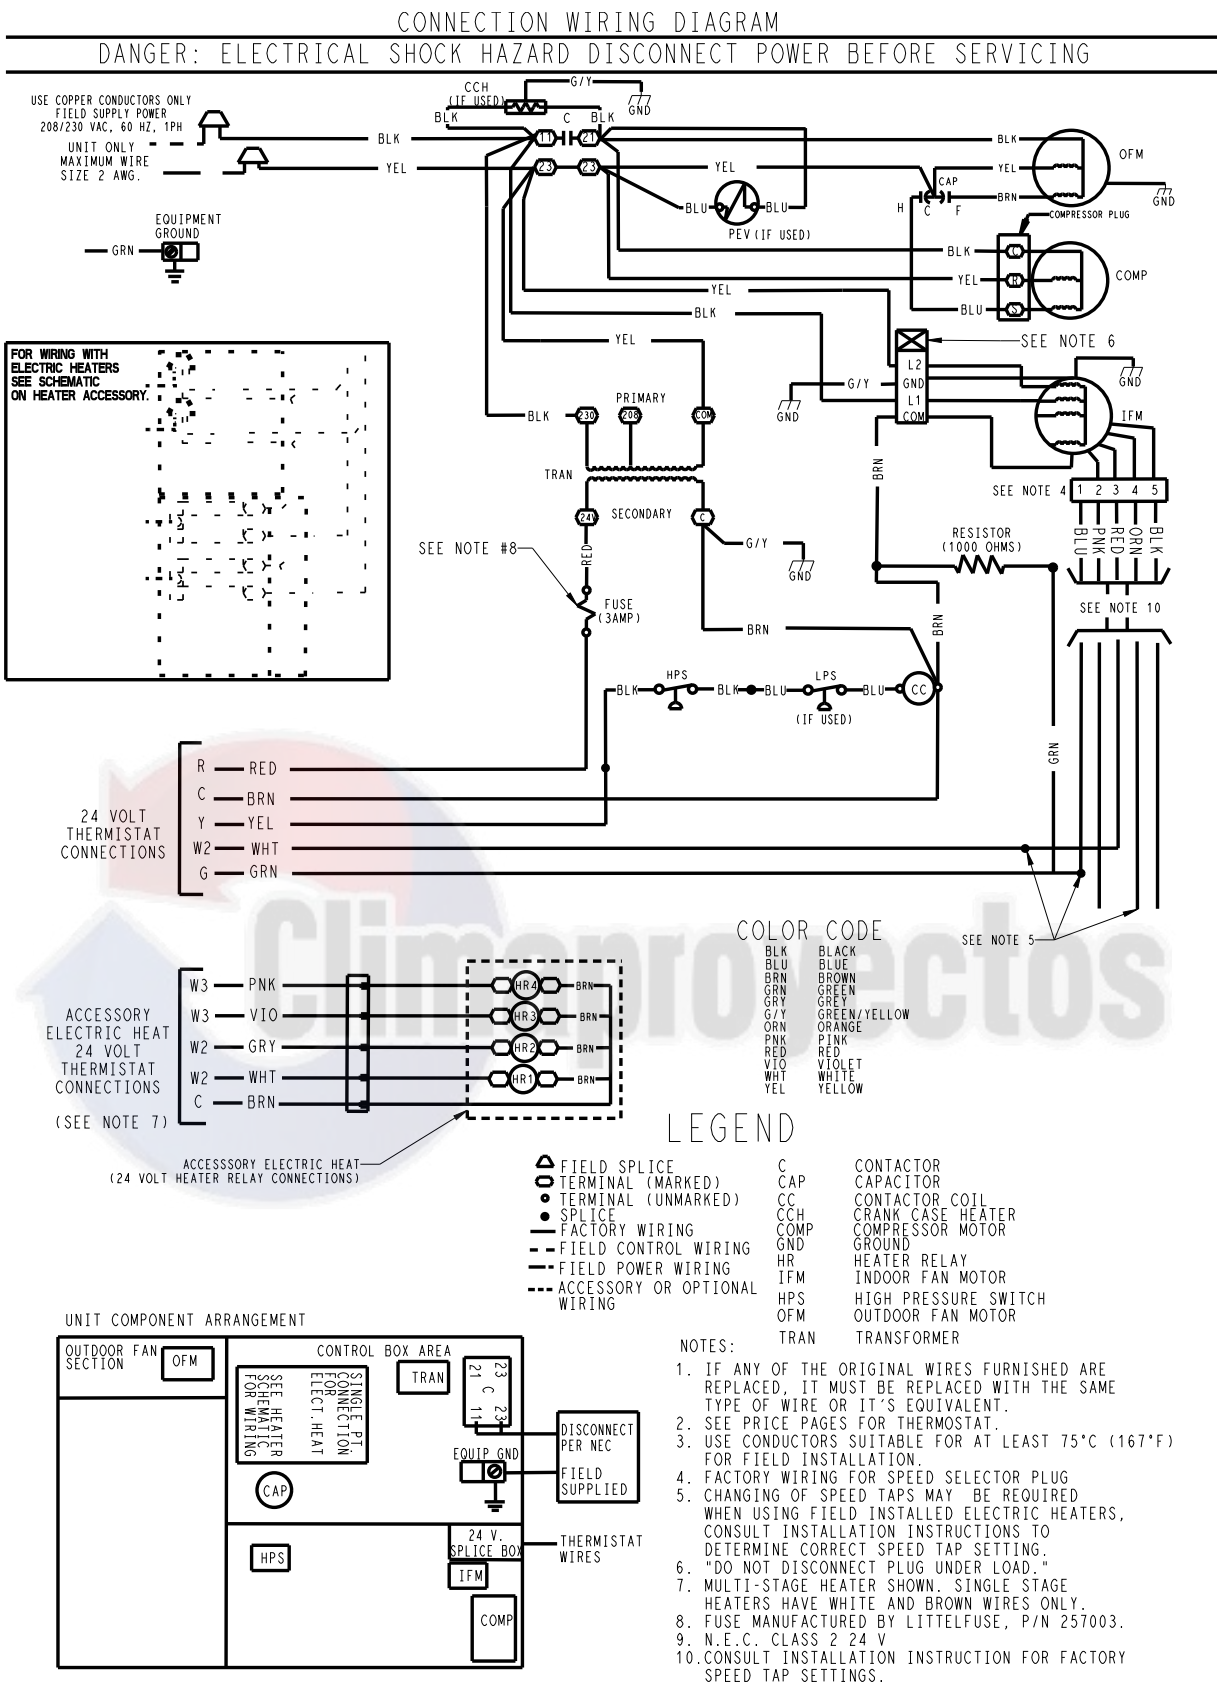 CONNECTION WIRING DIAGRAM
DANGER: ELECTRICAL SHOCK HAZARD DISCONNECT POWER BEFORE SERVICING
USE COPPER CONDUCTORS ONLY
FIELD SUPPLY POWER
208/230 VAC, 60 HZ, 1PH
UNIT ONLY
MAXIMUM WIRE
SIZE 2 AWG.
BLK
YEL
CCH
(IF USED)
G/Y
GND
BLK
C
BLK
11
21
23
23
YEL
BLU
BLU
PEV(IF USED)
BLK
YEL
BRN
OFM
GND
CAP
H
C
F
COMPRESSOR PLUG
BLK
YEL
BLU
C
R
S
COMP
EQUIPMENT
GROUND
GRN
YEL
BLK
YEL
SEE NOTE 6
L2
GND
L1
COM
G/Y
GND
GND
IFM
FOR WIRING WITH
ELECTRIC HEATERS
SEE SCHEMATIC
ON HEATER ACCESSORY.
BLK
PRIMARY
230
208
COM
TRAN
24V
SECONDARY
C
BRN
SEE NOTE 4
1 2 3 4 5
BLU
PNK
RED
ORN
BLK
G/Y
GND
RESISTOR
(1000 OHMS)
SEE NOTE #8
RED
FUSE
(3AMP)
BRN
BRN
SEE NOTE 10
BLK
HPS
BLK
BLU
LPS
(IF USED)
BLU
CC
GRN
24 VOLT
THERMISTAT
CONNECTIONS
R
RED
C
BRN
Y
YEL
W2
WHT
G
GRN
SEE NOTE 5
Climaproyectos
ACCESSORY
ELECTRIC HEAT
24 VOLT
THERMISTAT
CONNECTIONS
(SEE NOTE 7)
W3
PNK
HR4
BRN
W3
VIO
HR3
BRN
W2
GRY
HR2
BRN
W2
WHT
HR1
BRN
C
BRN
ACCESSSORY ELECTRIC HEAT
(24 VOLT HEATER RELAY CONNECTIONS)
COLOR CODE
BLK BLACK
BLU BLUE
BRN BROWN
GRN GREEN
GRY GREY
G/Y GREEN/YELLOW
ORN ORANGE
PNK PINK
RED RED
VIO VIOLET
WHT WHITE
YEL YELLOW
LEGEND
FIELD SPLICE
TERMINAL (MARKED)
TERMINAL (UNMARKED)
SPLICE
FACTORY WIRING
FIELD CONTROL WIRING
FIELD POWER WIRING
ACCESSORY OR OPTIONAL
WIRING
C CONTACTOR
CAP CAPACITOR
CC CONTACTOR COIL
CCH CRANK CASE HEATER
COMP COMPRESSOR MOTOR
GND GROUND
HR HEATER RELAY
IFM INDOOR FAN MOTOR
HPS HIGH PRESSURE SWITCH
OFM OUTDOOR FAN MOTOR
TRAN TRANSFORMER
UNIT COMPONENT ARRANGEMENT
OUTDOOR FAN
SECTION
OFM
CONTROL BOX AREA
SINGLE PT.
CONNECTION
FOR
ELECT.HEAT
SEE HEATER
SCHEMATIC
FOR WIRING
TRAN
23 23
C
21 11
CAP
EQUIP GND
DISCONNECT
PER NEC
FIELD
SUPPLIED
24 V.
SPLICE BOX
THERMISTAT
WIRES
HPS
IFM
COMP
NOTES:
1. IF ANY OF THE ORIGINAL WIRES FURNISHED ARE
REPLACED, IT MUST BE REPLACED WITH THE SAME
TYPE OF WIRE OR IT'S EQUIVALENT.
2. SEE PRICE PAGES FOR THERMOSTAT.
3. USE CONDUCTORS SUITABLE FOR AT LEAST 75°C (167°F)
FOR FIELD INSTALLATION.
4. FACTORY WIRING FOR SPEED SELECTOR PLUG
5. CHANGING OF SPEED TAPS MAY BE REQUIRED
WHEN USING FIELD INSTALLED ELECTRIC HEATERS,
CONSULT INSTALLATION INSTRUCTIONS TO
DETERMINE CORRECT SPEED TAP SETTING.
6. "DO NOT DISCONNECT PLUG UNDER LOAD."
7. MULTI-STAGE HEATER SHOWN. SINGLE STAGE
HEATERS HAVE WHITE AND BROWN WIRES ONLY.
8. FUSE MANUFACTURED BY LITTELFUSE, P/N 257003.
9. N.E.C. CLASS 2 24 V
10.CONSULT INSTALLATION INSTRUCTION FOR FACTORY
SPEED TAP SETTINGS.